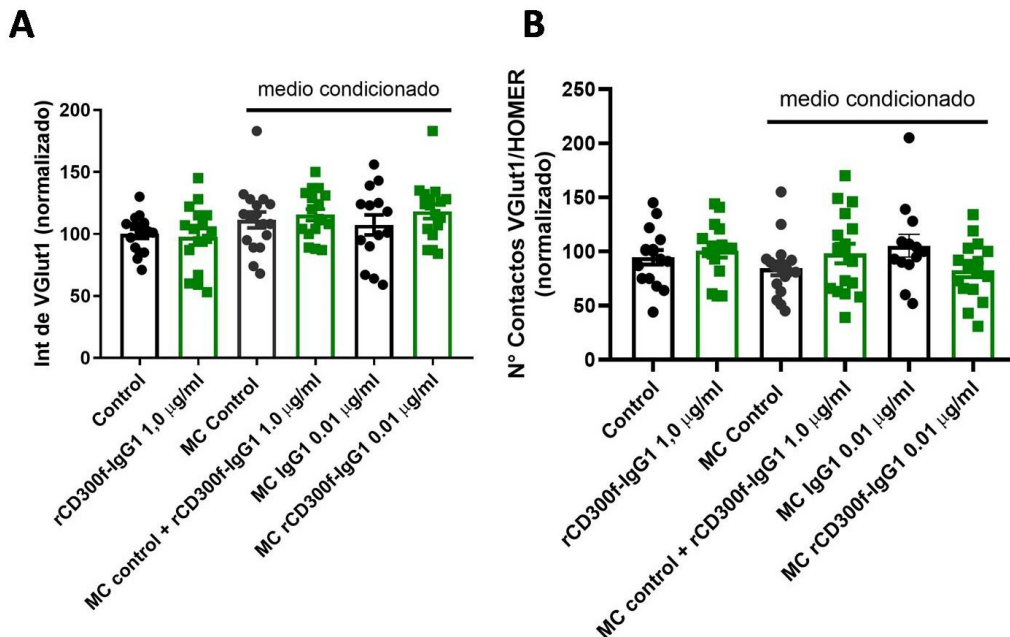 A
Int de VGlut1 (normalizado)
200
150
100
50
0
medio condicionado
Control
rCD300f-IgG1 1,0 μg/ml
MC Control
MC control + rCD300f-IgG1 1.0 μg/ml
MC IgG1 0.01 μg/ml
MC rCD300f-IgG1 0.01 μg/ml
B
N° Contactos VGlut1/HOMER
(normalizado)
250
200
150
100
50
0
medio condicionado
Control
rCD300f-IgG1 1,0 μg/ml
MC Control
MC control + rCD300f-IgG1 1.0 μg/ml
MC IgG1 0.01 μg/ml
MC rCD300f-IgG1 0.01 μg/ml